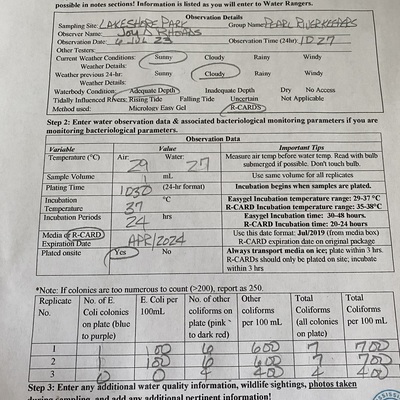 possible in notes sections! Information is listed as you will enter to Water Rangers.
Observation Details
Sampling Site: LAKESHORE PARK Group Name: PEARL RIVERKEEPERS
Observer Name: JOY D RHOADS
Observation Date: 6 JUL 23 Observation Time (24hr) 1027
Other Testers:
Current Weather Conditions: Sunny Cloudy Rainy Windy
Weather Details:
Weather previous 24-hr: Sunny Cloudy Rainy Windy
Weather Details:
Waterbody Condition: Adequate Depth Inadequate Depth Dry No Access
Tidally Influenced Rivers: Rising Tide Falling Tide Uncertain Not Applicable
Method used: Micrology Easy Gel R-CARDS
Step 2: Enter water observation data & associated bacteriological monitoring parameters if you are
monitoring bacteriological parameters.
Observation Data
Variable Value Important Tips
Temperature (°C) Air: 29 Water: 27 Measure air temp before water temp. Read with bulb
submerged if possible. Don't touch bulb.
Sample Volume 1 mL Use same volume for all replicates
Plating Time 1030 (24-hr format) Incubation begins when samples are plated.
Incubation Temperature 37 °C Easygel Incubation temperature range: 29-37 °C
R-CARD Incubation temperature range: 35-38°C
Incubation Periods 24 hrs Easygel Incubation time: 30-48 hours.
R-CARD Incubation time: 20-24 hours
Media or R-CARD Expiration Date APR/2024 Use this date format: Jul/2019 (from media box)
R-CARD expiration date on original package
Plated onsite Yes No Always transport media on ice; plate within 3 hrs.
RCARDs should only be plated on site; incubate
within 3 hrs
*Note: If colonies are too numerous to count (>200), report as 250.
Replicate No. No. of E. Coli colonies on plate (blue to purple) E. Coli per 100mL No. of other coliforms on plate (pink to dark red) Other coliforms per 100 mL Total Coliforms (all colonies on plate) Total Coliforms per 100 mL
1 1 100 6 600 7 700
2 1 100 6 600 7 700
3 0 0 4 400 4 400
Step 3: Enter any additional water quality information, wildlife sightings, photos taken
during sampling, and add any additional pertinent information!